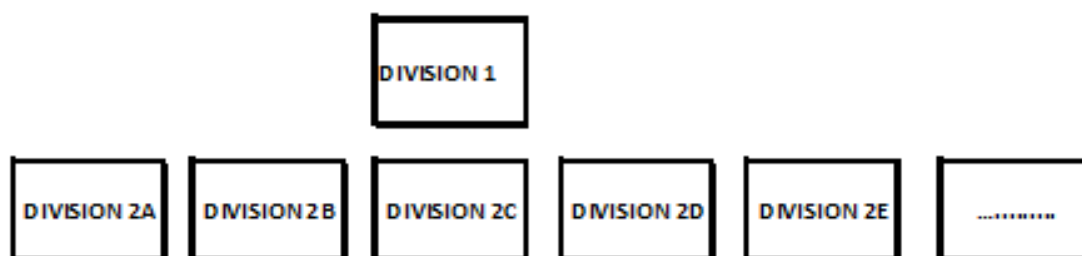 DIVISION 1
DIVISION 2A DIVISION 2B DIVISION 2C DIVISION 2D DIVISION 2E ...........